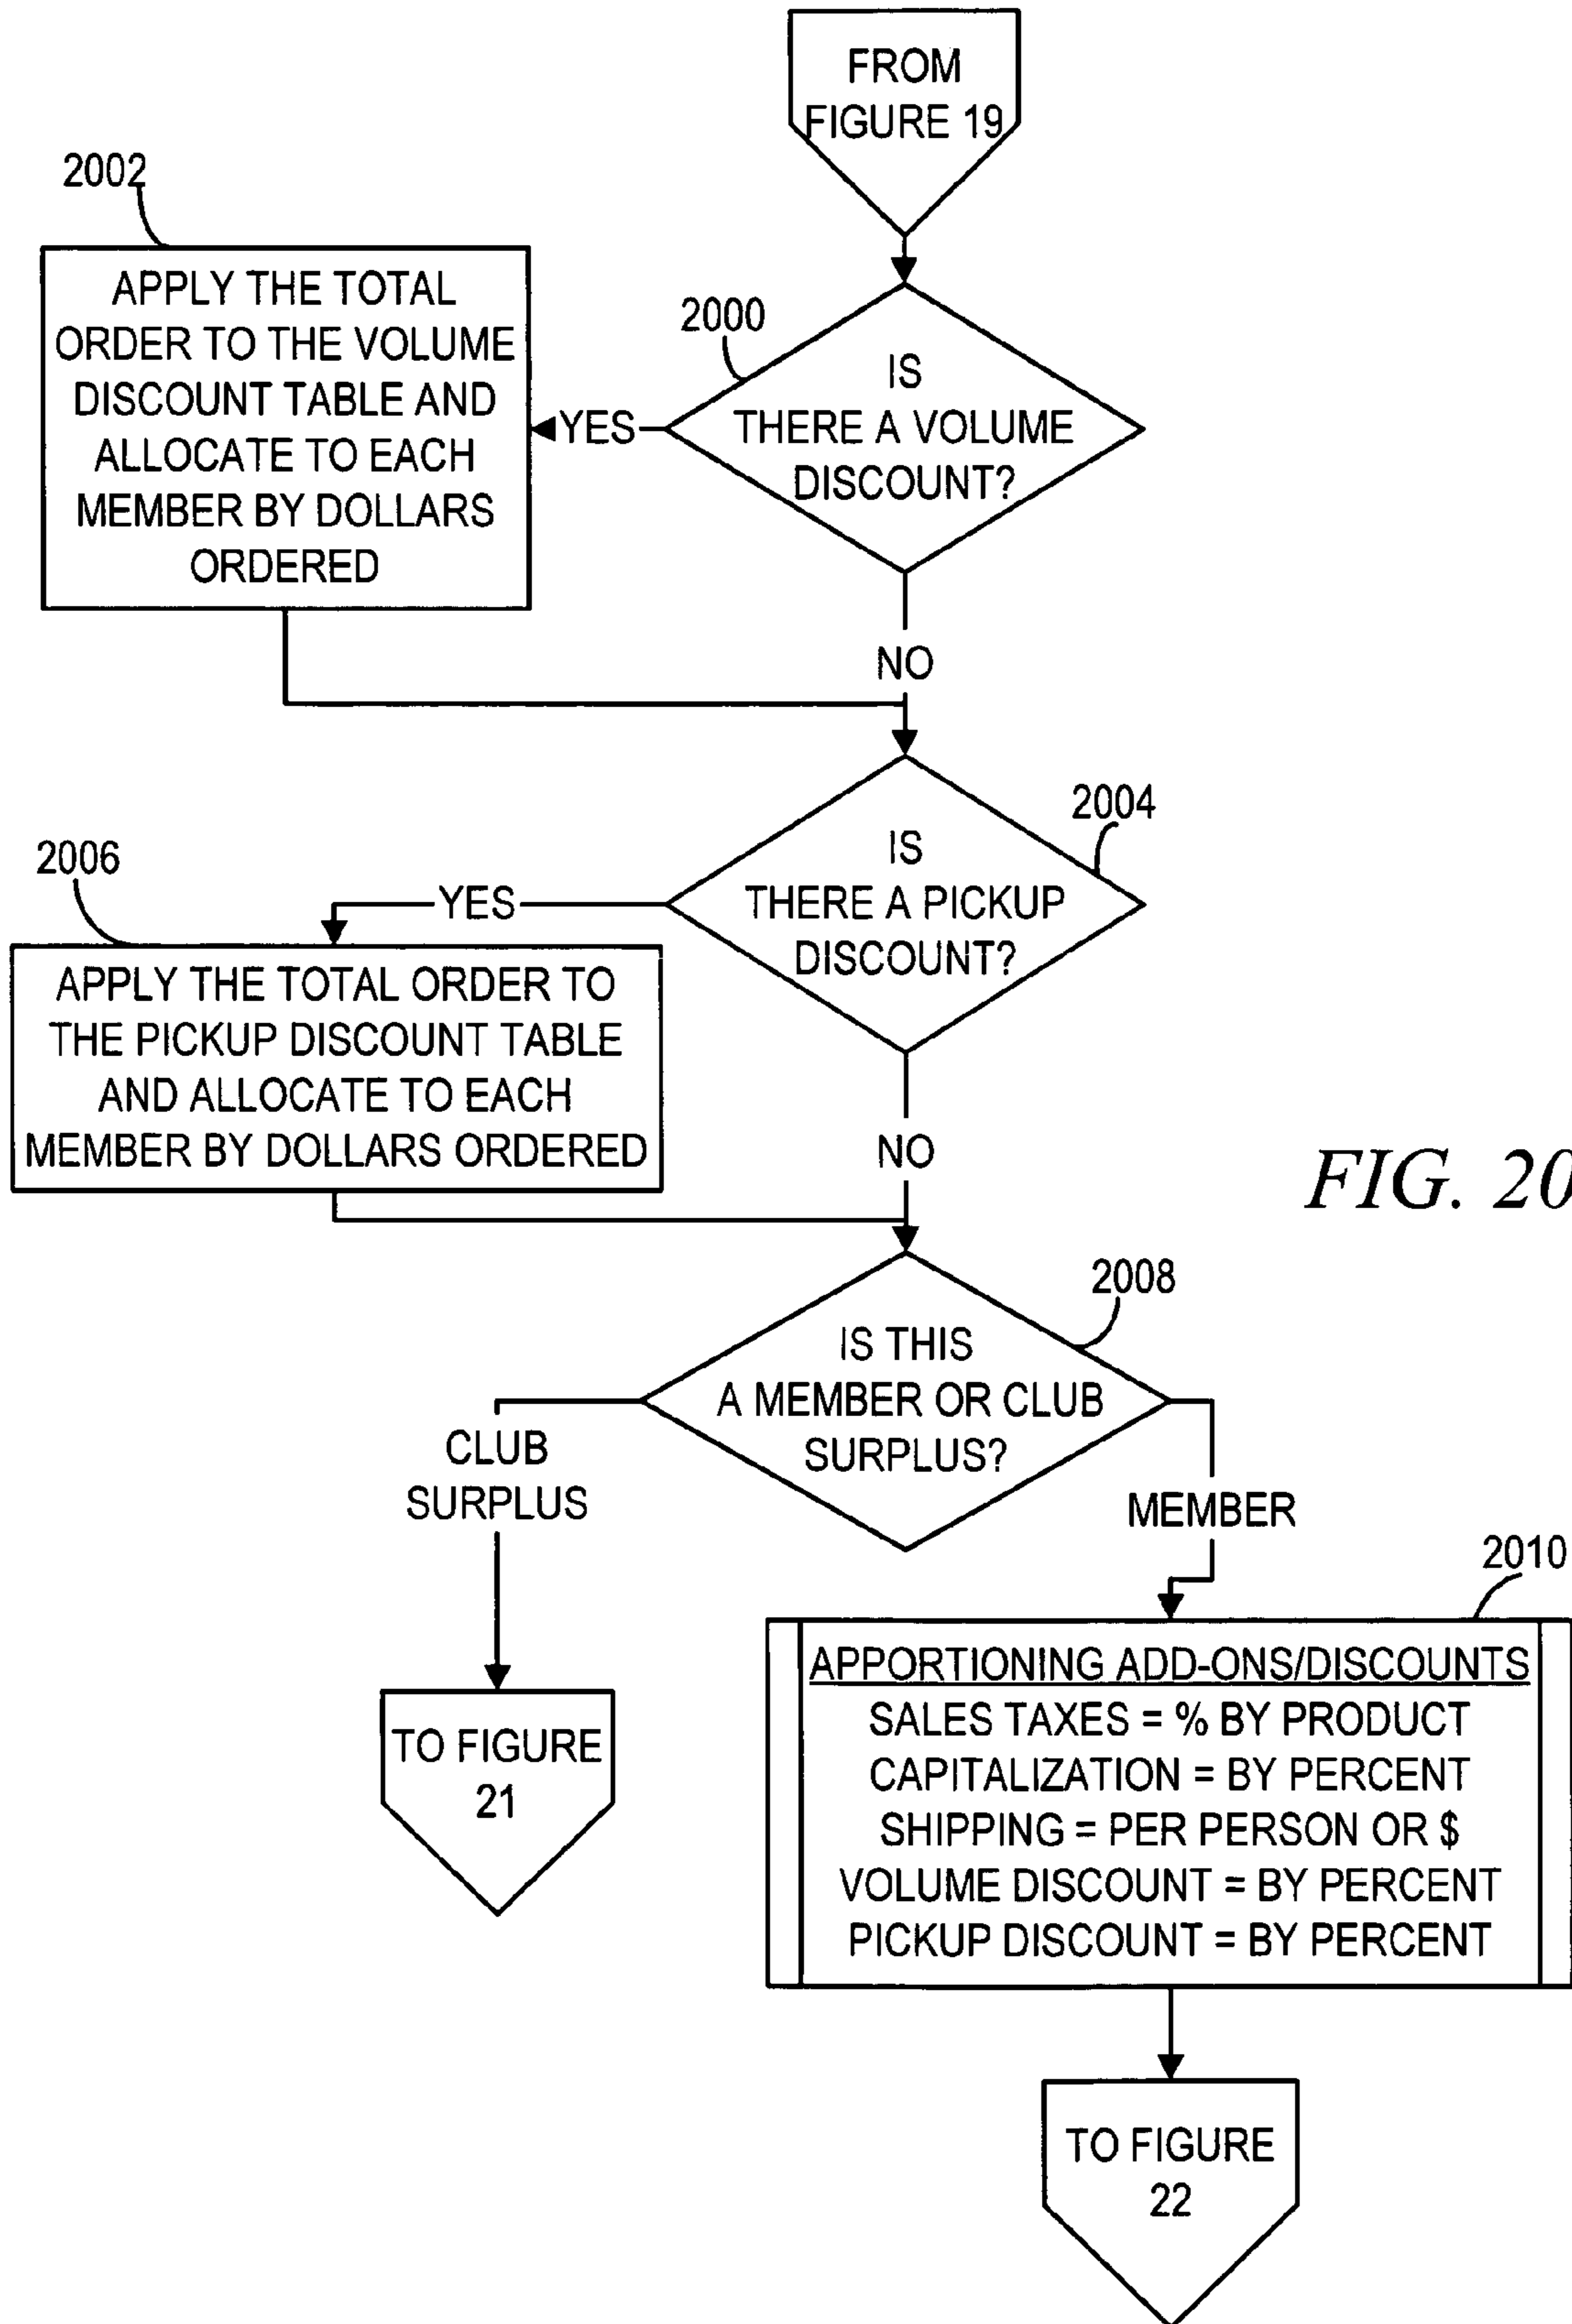 FROM
FIGURE 19
2002
APPLY THE TOTAL
ORDER TO THE VOLUME
DISCOUNT TABLE AND
ALLOCATE TO EACH
MEMBER BY DOLLARS
ORDERED
2000
IS
THERE A VOLUME
DISCOUNT?
YES
NO
2004
IS
THERE A PICKUP
DISCOUNT?
2006
YES
APPLY THE TOTAL ORDER TO
THE PICKUP DISCOUNT TABLE
AND ALLOCATE TO EACH
MEMBER BY DOLLARS ORDERED
NO
FIG. 20
2008
IS THIS
A MEMBER OR CLUB
SURPLUS?
CLUB
SURPLUS
MEMBER
2010
APPORTIONING ADD-ONS/DISCOUNTS
SALES TAXES = % BY PRODUCT
CAPITALIZATION = BY PERCENT
SHIPPING = PER PERSON OR $
VOLUME DISCOUNT = BY PERCENT
PICKUP DISCOUNT = BY PERCENT
TO FIGURE
21
TO FIGURE
22